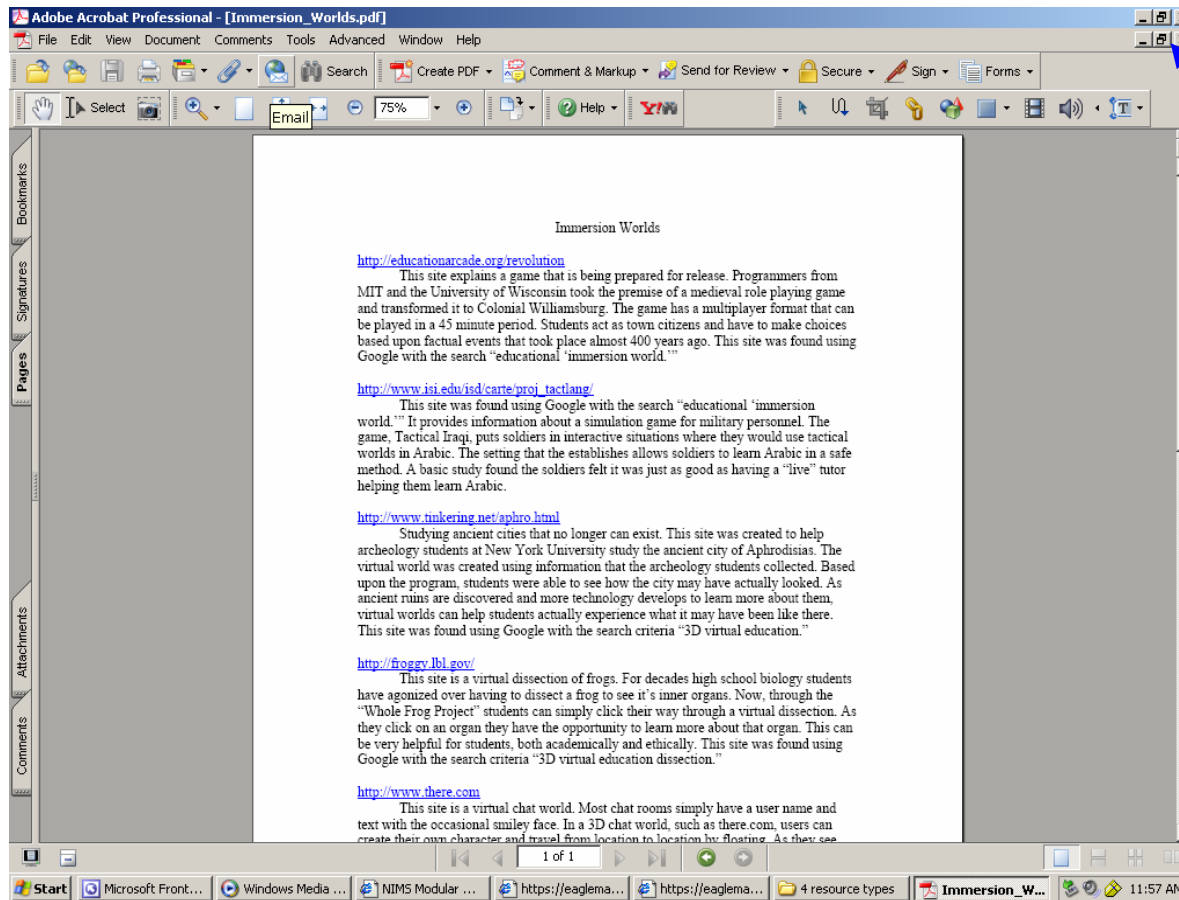 Adobe Acrobat Professional - [Immersion_Worlds.pdf]
File Edit View Document Comments Tools Advanced Window Help
Search Create PDF Comment & Markup Send for Review Secure Sign Forms
Select 75% Help Y!
Email
Bookmarks
Signatures
Pages
Attachments
Comments
Immersion Worlds
http://educationarcade.org/revolution
This site explains a game that is being prepared for release. Programmers from
MIT and the University of Wisconsin took the premise of a medieval role playing game
and transformed it to Colonial Williamsburg. The game has a multiplayer format that can
be played in a 45 minute period. Students act as town citizens and have to make choices
based upon factual events that took place almost 400 years ago. This site was found using
Google with the search “educational ‘immersion world.’”
http://www.isi.edu/isd/carte/proj_tactlang/
This site was found using Google with the search “educational ‘immersion
world.’” It provides information about a simulation game for military personnel. The
game, Tactical Iraqi, puts soldiers in interactive situations where they would use tactical
worlds in Arabic. The setting that the establishes allows soldiers to learn Arabic in a safe
method. A basic study found the soldiers felt it was just as good as having a “live” tutor
helping them learn Arabic.
http://www.tinkering.net/aphro.html
Studying ancient cities that no longer can exist. This site was created to help
archeology students at New York University study the ancient city of Aphrodisias. The
virtual world was created using information that the archeology students collected. Based
upon the program, students were able to see how the city may have actually looked. As
ancient ruins are discovered and more technology develops to learn more about them,
virtual worlds can help students actually experience what it may have been like there.
This site was found using Google with the search criteria “3D virtual education.”
http://froggy.lbl.gov/
This site is a virtual dissection of frogs. For decades high school biology students
have agonized over having to dissect a frog to see it’s inner organs. Now, through the
“Whole Frog Project” students can simply click their way through a virtual dissection. As
they click on an organ they have the opportunity to learn more about that organ. This can
be very helpful for students, both academically and ethically. This site was found using
Google with the search criteria “3D virtual education dissection.”
http://www.there.com
This site is a virtual chat world. Most chat rooms simply have a user name and
text with the occasional smiley face. In a 3D chat world, such as there.com, users can
create their own character and travel from location to location by floating. As they see
1 of 1
Start Microsoft Front... Windows Media ... NIMS Modular ... https://eaglema... https://eaglema... 4 resource types Immersion_W... 11:57 AM